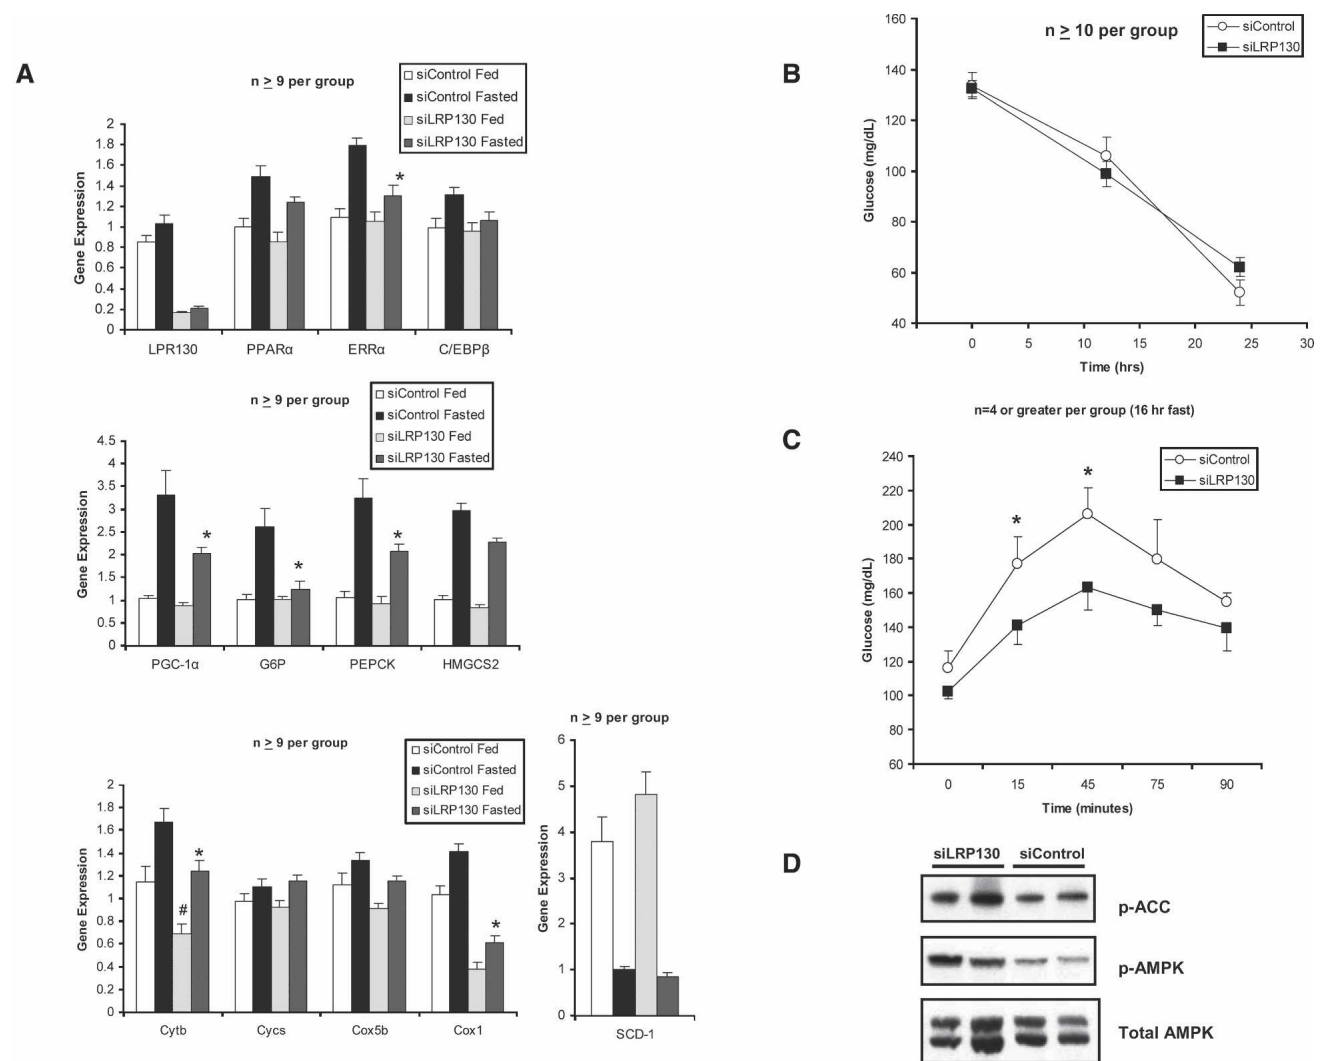 A
n ≥ 9 per group
siControl Fed
siControl Fasted
siLRP130 Fed
siLRP130 Fasted
Gene Expression
2
1.8
1.6
1.4
1.2
1
0.8
0.6
0.4
0.2
0
LPR130 PPARα ERRα C/EBPβ
*
n ≥ 9 per group
siControl Fed
siControl Fasted
siLRP130 Fed
siLRP130 Fasted
Gene Expression
4.5
4
3.5
3
2.5
2
1.5
1
0.5
0
* * *
PGC-1α G6P PEPCK HMGCS2
n ≥ 9 per group
siControl Fed
siControl Fasted
siLRP130 Fed
siLRP130 Fasted
Gene Expression
2
1.8
1.6
1.4
1.2
1
0.8
0.6
0.4
0.2
0
# * *
Cytb Cycs Cox5b Cox1
n ≥ 9 per group
Gene Expression
6
5
4
3
2
1
0
SCD-1
B
n ≥ 10 per group
siControl
siLRP130
Glucose (mg/dL)
160
140
120
100
80
60
40
0 5 10 15 20 25 30
Time (hrs)
C
n=4 or greater per group (16 hr fast)
siControl
siLRP130
Glucose (mg/dL)
240
220
200
180
160
140
120
100
80
60
* *
0 15 45 75 90
Time (minutes)
D
siLRP130 siControl
p-ACC
p-AMPK
Total AMPK